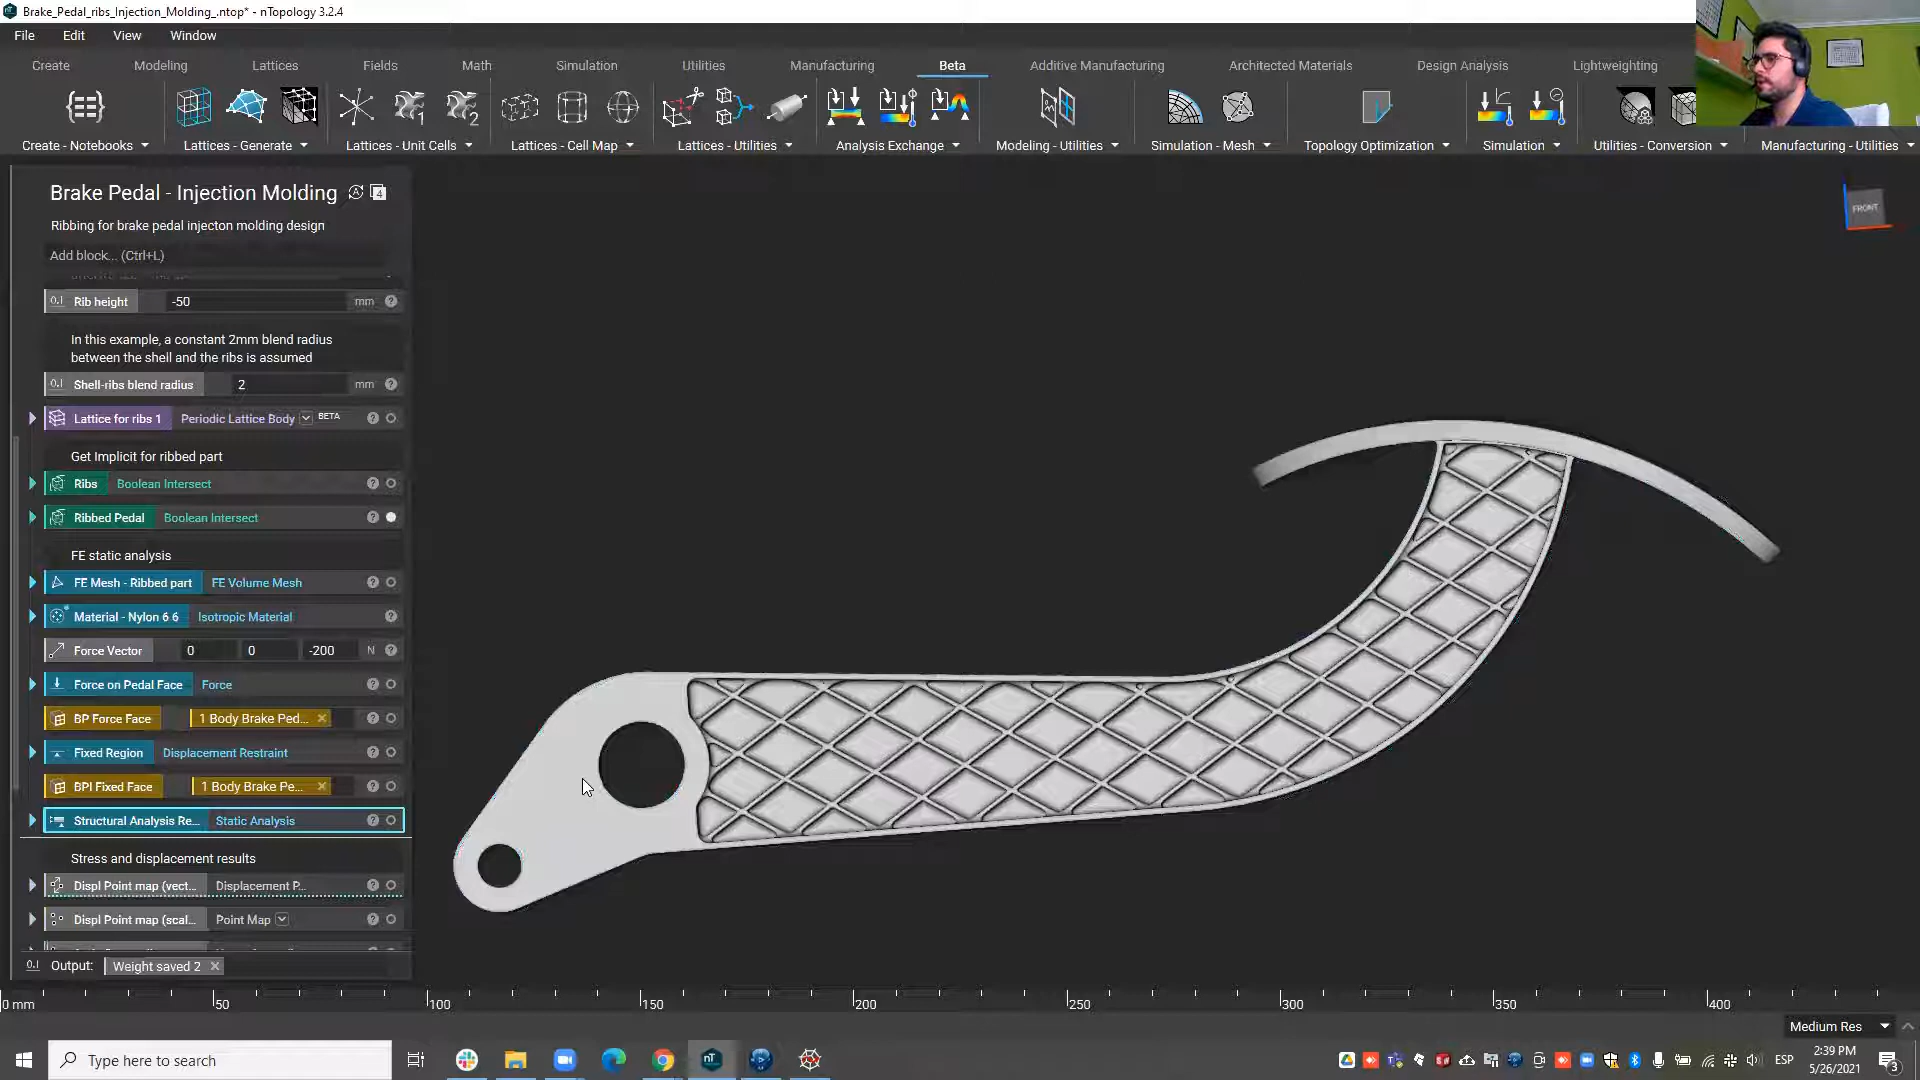 Brake_Pedal_ribs_Injection_Molding_.ntop* - nTopology 3.2.4
File Edit View Window
Create Modeling Lattices Fields Math Simulation Utilities Manufacturing Beta Additive Manufacturing Architected Materials Design Analysis Lightweighting
Create - Notebooks Lattices - Generate Lattices - Unit Cells Lattices - Cell Map Lattices - Utilities Analysis Exchange Modeling - Utilities Simulation - Mesh Topology Optimization Simulation Utilities - Conversion Manufacturing - Utilities
Brake Pedal - Injection Molding
Ribbing for brake pedal injecton molding design
Add block... (Ctrl+L)
FRONT
0.1 Rib height -50 mm
In this example, a constant 2mm blend radius
between the shell and the ribs is assumed
0.1 Shell-ribs blend radius 2 mm
Lattice for ribs 1 Periodic Lattice Body BETA
Get Implicit for ribbed part
Ribs Boolean Intersect
Ribbed Pedal Boolean Intersect
FE static analysis
FE Mesh - Ribbed part FE Volume Mesh
Material - Nylon 6 6 Isotropic Material
Force Vector 0 0 -200 N
Force on Pedal Face Force
BP Force Face 1 Body Brake Ped...
Fixed Region Displacement Restraint
BPI Fixed Face 1 Body Brake Pe...
Structural Analysis Re... Static Analysis
Stress and displacement results
Displ Point map (vect... Displacement P...
Displ Point map (scal... Point Map
0.1 Output: Weight saved 2
0 mm 50 100 150 200 250 300 350 400
Medium Res
Type here to search
ESP
2:39 PM
5/26/2021
3